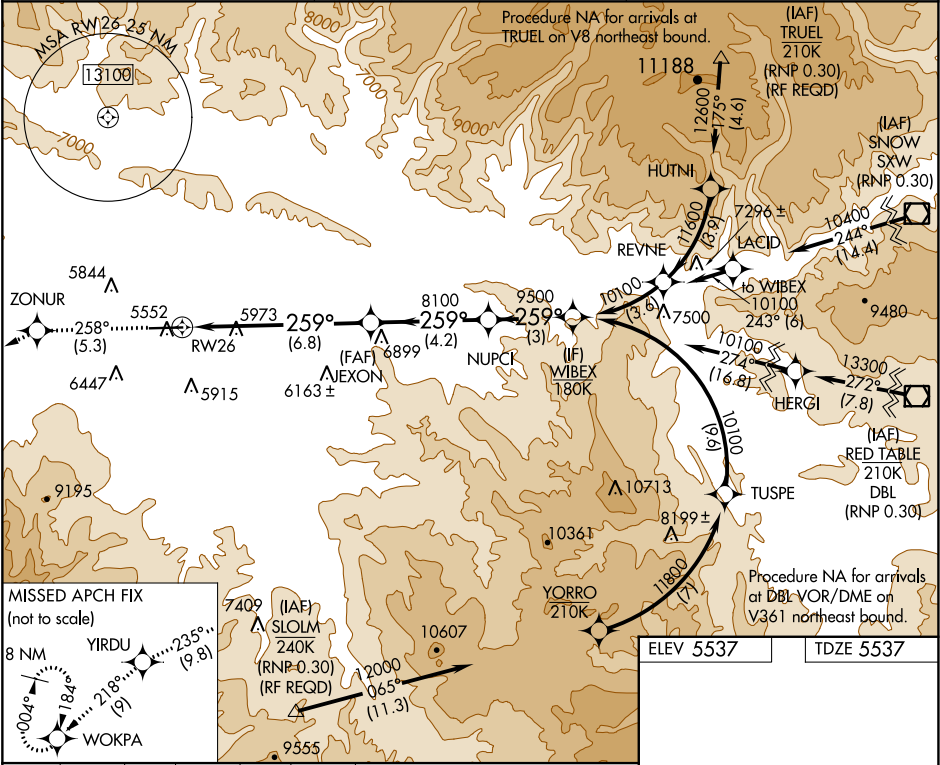 MSA RW26 25 NM
13100
8000
7000
7000
9000
Procedure NA for arrivals at
TRUEL on V8 northeast bound.
11188
(IAF)
TRUEL
210K
(RNP 0.30)
(RF REQD)
12600
175°
(4.6)
HUTNI
(IAF)
SNOW
SXW
(RNP 0.30)
10400
244°
(14.4)
11600
(3.9)
7296 ±
REVNE
LACID
to WIBEX
10100
243° (6)
10100
(3.6)
7500
9480
5844
ZONUR
258°
(5.3)
5552
RW26
5973
259°
(6.8)
8100
259°
(4.2)
9500
259°
(3)
6899
(FAF)
JEXON
NUPCI
(IF)
WIBEX
180K
6447
5915
6163 ±
10100
274°
(16.8)
HERGI
13300
272°
(7.8)
(IAF)
RED TABLE
210K
DBL
(RNP 0.30)
10100
(9.6)
TUSPE
10713
8199 ±
10361
9195
11800
(7)
YORRO
210K
Procedure NA for arrivals
at DBL VOR/DME on
V361 northeast bound.
MISSED APCH FIX
(not to scale)
YIRDU
235°
(9.8)
8 NM
004°
184°
218°
(9)
WOKPA
7409
(IAF)
SLOLM
240K
(RNP 0.30)
(RF REQD)
10607
12000
065°
(11.3)
9555
ELEV 5537
TDZE 5537